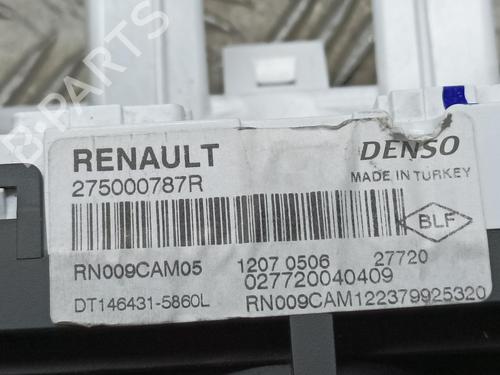 B-Parts
RENAULT
DENSO
275000787R
MADE IN TURKEY
BLF
RN009CAM05 1207 0506 27720
027720040409
DT146431-5860L RN009CAM122379925320